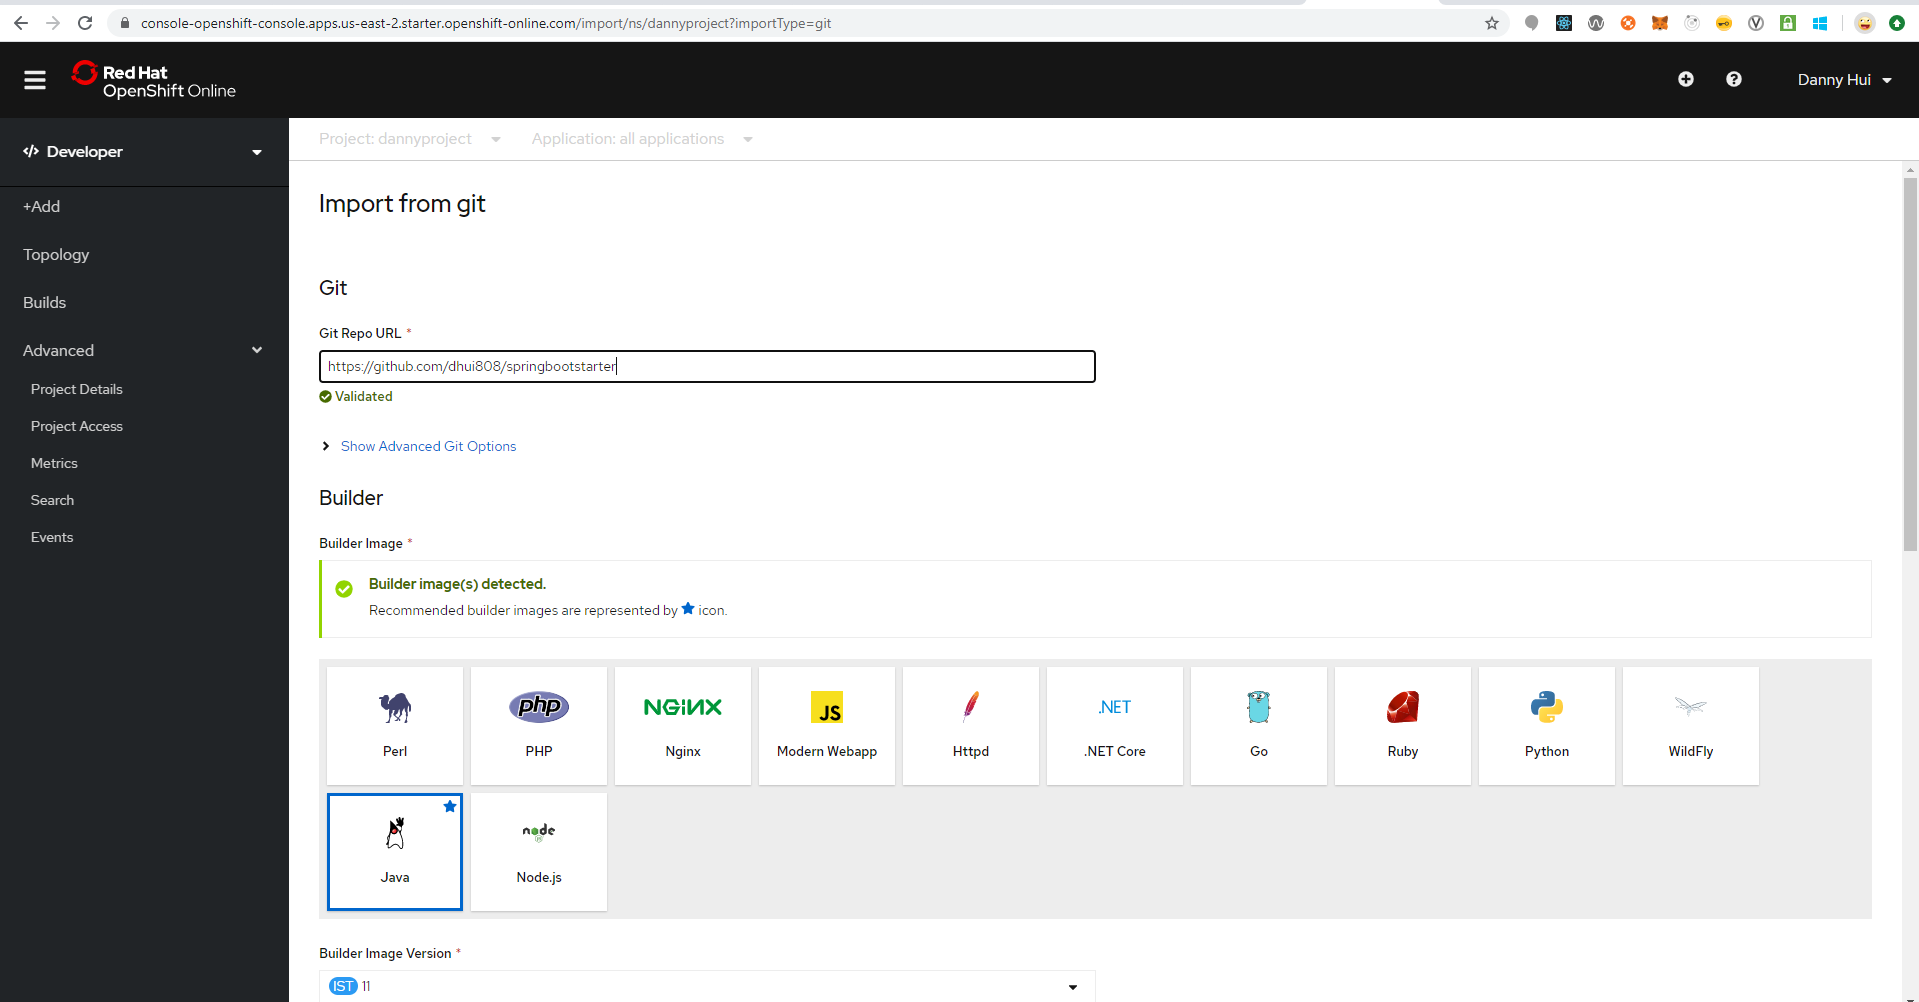 console-openshift-console.apps.us-east-2.starter.openshift-online.com/import/ns/dannyproject?importType=git
Red Hat
OpenShift Online
Danny Hui
Developer
Project: dannyproject
Application: all applications
+Add
Topology
Builds
Advanced
Project Details
Project Access
Metrics
Search
Events
Import from git
Git
Git Repo URL *
https://github.com/dhui808/springbootstarter
Validated
Show Advanced Git Options
Builder
Builder Image *
Builder image(s) detected.
Recommended builder images are represented by icon.
php
NGINX
JS
.NET
Perl
PHP
Nginx
Modern Webapp
Httpd
.NET Core
Go
Ruby
Python
WildFly
node
Java
Node.js
Builder Image Version *
IST 11